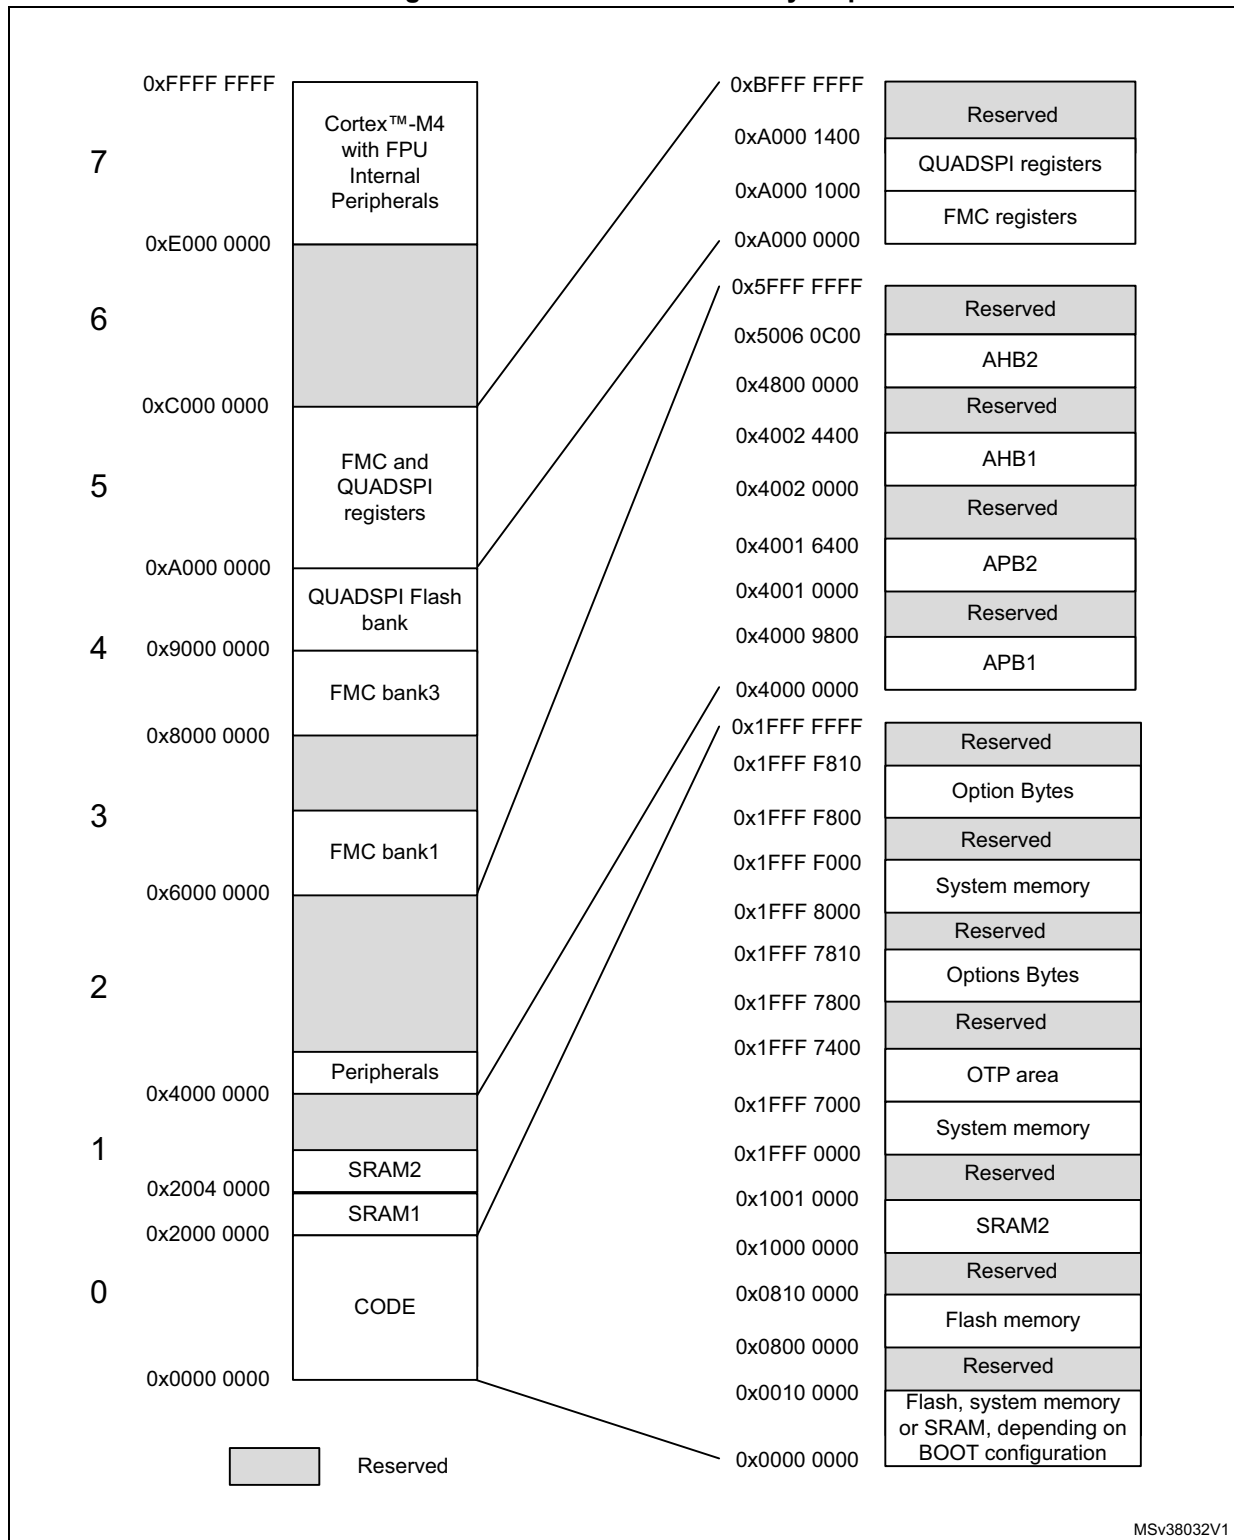 0xFFFF FFFF
7
Cortex™-M4
with FPU
Internal
Peripherals
0xE000 0000
6
0xC000 0000
5
FMC and
QUADSPI
registers
0xA000 0000
QUADSPI Flash
bank
4
0x9000 0000
FMC bank3
0x8000 0000
3
FMC bank1
0x6000 0000
2
Peripherals
0x4000 0000
1
SRAM2
0x2004 0000
SRAM1
0x2000 0000
0
CODE
0x0000 0000
Reserved
0xBFFF FFFF
Reserved
0xA000 1400
QUADSPI registers
0xA000 1000
FMC registers
0xA000 0000
0x5FFF FFFF
Reserved
0x5006 0C00
AHB2
0x4800 0000
Reserved
0x4002 4400
AHB1
0x4002 0000
Reserved
0x4001 6400
APB2
0x4001 0000
Reserved
0x4000 9800
APB1
0x4000 0000
0x1FFF FFFF
Reserved
0x1FFF F810
Option Bytes
0x1FFF F800
Reserved
0x1FFF F000
System memory
0x1FFF 8000
Reserved
0x1FFF 7810
Options Bytes
0x1FFF 7800
Reserved
0x1FFF 7400
OTP area
0x1FFF 7000
System memory
0x1FFF 0000
Reserved
0x1001 0000
SRAM2
0x1000 0000
Reserved
0x0810 0000
Flash memory
0x0800 0000
Reserved
0x0010 0000
Flash, system memory
or SRAM, depending on
BOOT configuration
0x0000 0000
MSv38032V1